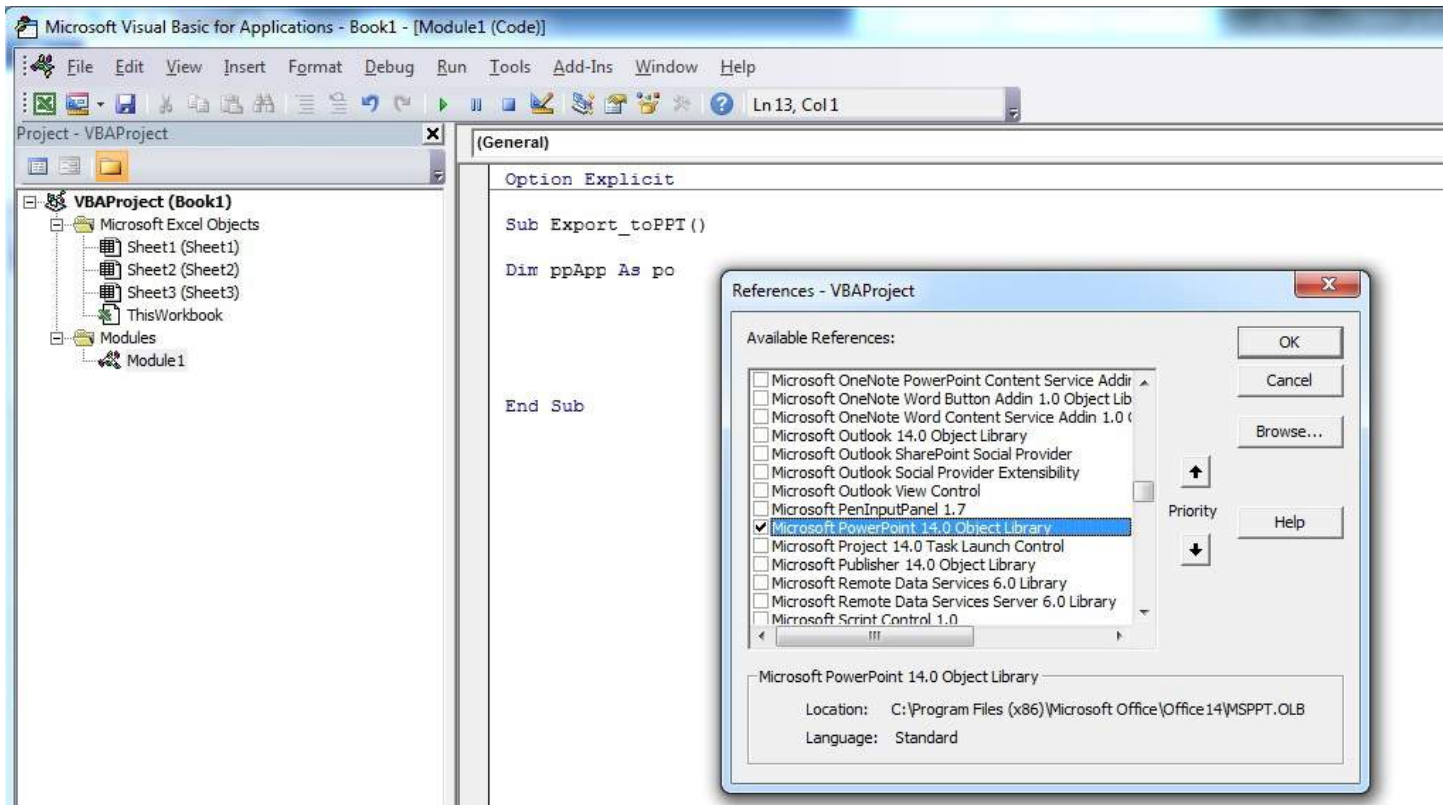 Microsoft Visual Basic for Applications - Book1 - [Module1 (Code)]
File Edit View Insert Format Debug Run Tools Add-Ins Window Help
Ln 13, Col 1
Project - VBAProject
(General)
VBAProject (Book1)
Microsoft Excel Objects
Sheet1 (Sheet1)
Sheet2 (Sheet2)
Sheet3 (Sheet3)
ThisWorkbook
Modules
Module1
Option Explicit
Sub Export_toPPT()
Dim ppApp As po
End Sub
References - VBAProject
Available References:
Microsoft OneNote PowerPoint Content Service Addir
Microsoft OneNote Word Button Addin 1.0 Object Lib
Microsoft OneNote Word Content Service Addin 1.0 (
Microsoft Outlook 14.0 Object Library
Microsoft Outlook SharePoint Social Provider
Microsoft Outlook Social Provider Extensibility
Microsoft Outlook View Control
Microsoft PenInputPanel 1.7
Microsoft PowerPoint 14.0 Object Library
Microsoft Project 14.0 Task Launch Control
Microsoft Publisher 14.0 Object Library
Microsoft Remote Data Services 6.0 Library
Microsoft Remote Data Services Server 6.0 Library
Microsoft Script Control 1.0
OK
Cancel
Browse...
Priority
Help
Microsoft PowerPoint 14.0 Object Library
Location: C:\Program Files (x86)\Microsoft Office\Office14\MSPPT.OLB
Language: Standard